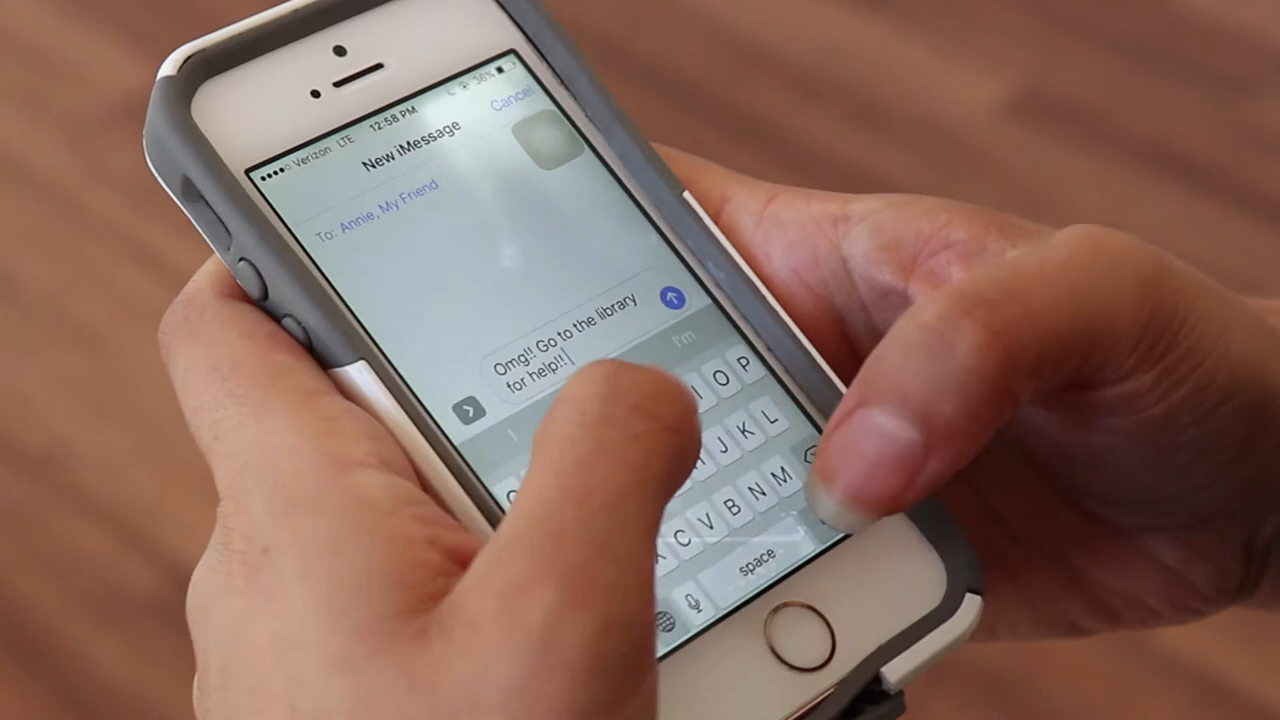 Verizon LTE 12:58 PM 36%
New iMessage Cancel
To: Annie, My Friend
Omg!! Go to the library
for help!!
I'm
I O P
J K L
C V B N M
space